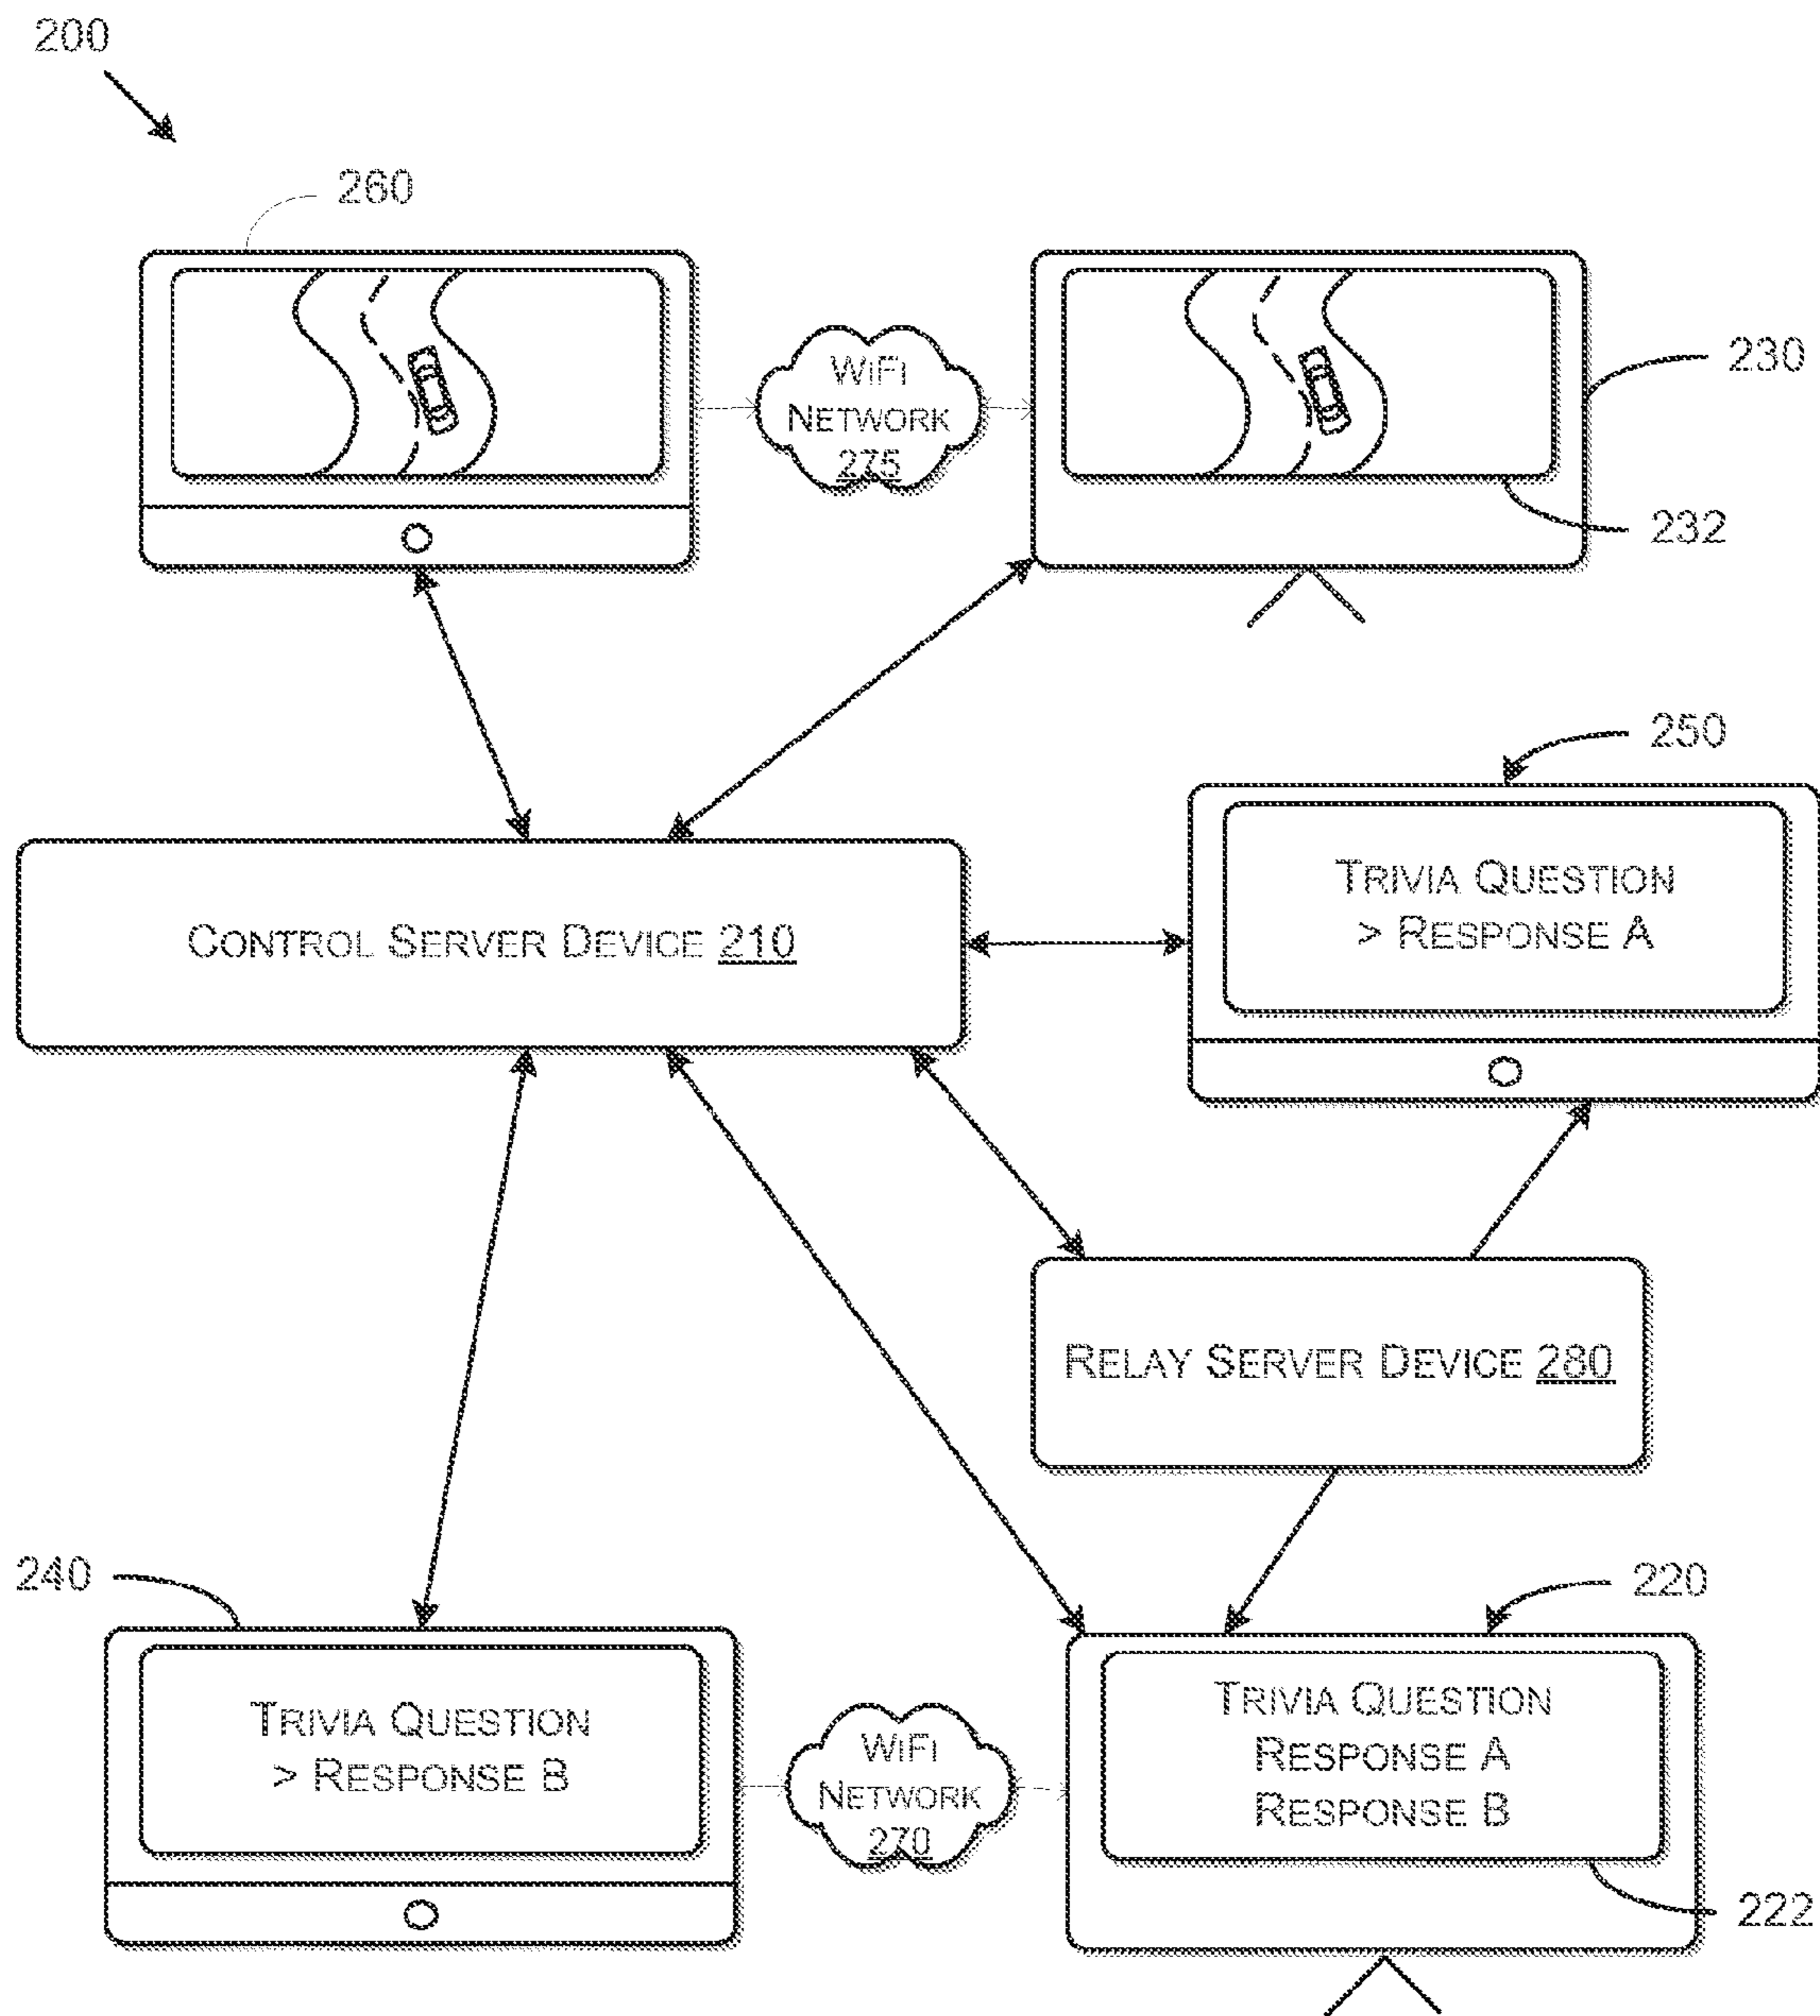 200
260
WIFI
NETWORK
275
230
232
250
TRIVIA QUESTION
> RESPONSE A
CONTROL SERVER DEVICE 210
RELAY SERVER DEVICE 280
240
220
TRIVIA QUESTION
> RESPONSE B
WIFI
NETWORK
270
TRIVIA QUESTION
RESPONSE A
RESPONSE B
222